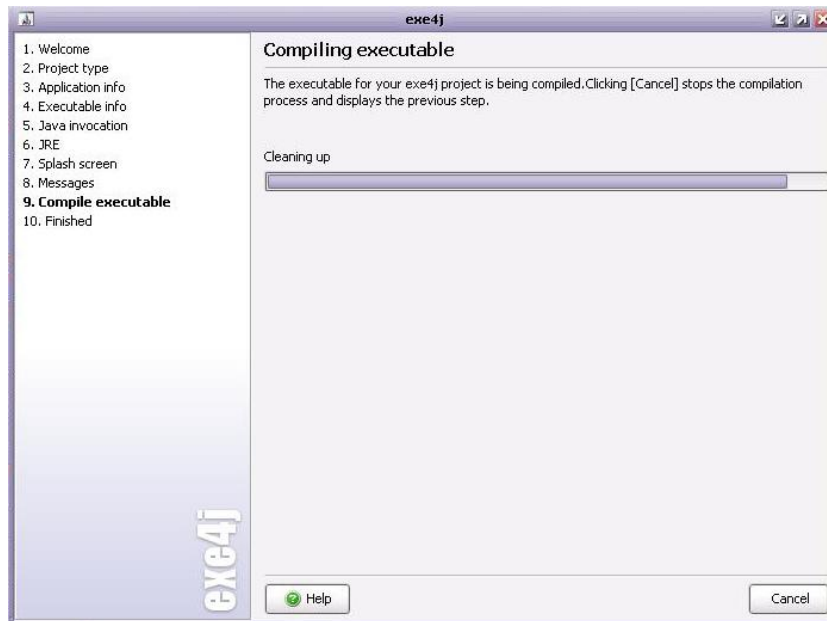 exe4j
1. Welcome
2. Project type
3. Application info
4. Executable info
5. Java invocation
6. JRE
7. Splash screen
8. Messages
9. Compile executable
10. Finished
exe4j
Compiling executable
The executable for your exe4j project is being compiled.Clicking [Cancel] stops the compilation
process and displays the previous step.
Cleaning up
Help
Cancel